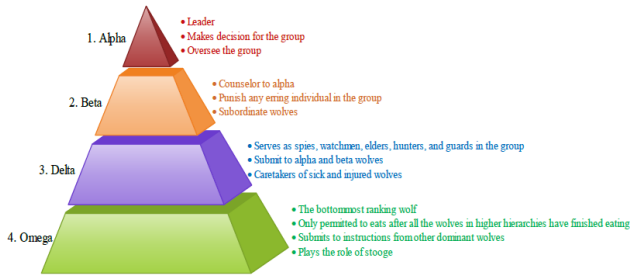 1. Alpha
• Leader
• Makes decision for the group
• Oversee the group
2. Beta
• Counselor to alpha
• Punish any erring individual in the group
• Subordinate wolves
3. Delta
• Serves as spies, watchmen, elders, hunters, and guards in the group
• Submit to alpha and beta wolves
• Caretakers of sick and injured wolves
4. Omega
• The bottommost ranking wolf
• Only permitted to eats after all the wolves in higher hierarchies have finished eating
• Submits to instructions from other dominant wolves
• Plays the role of stooge